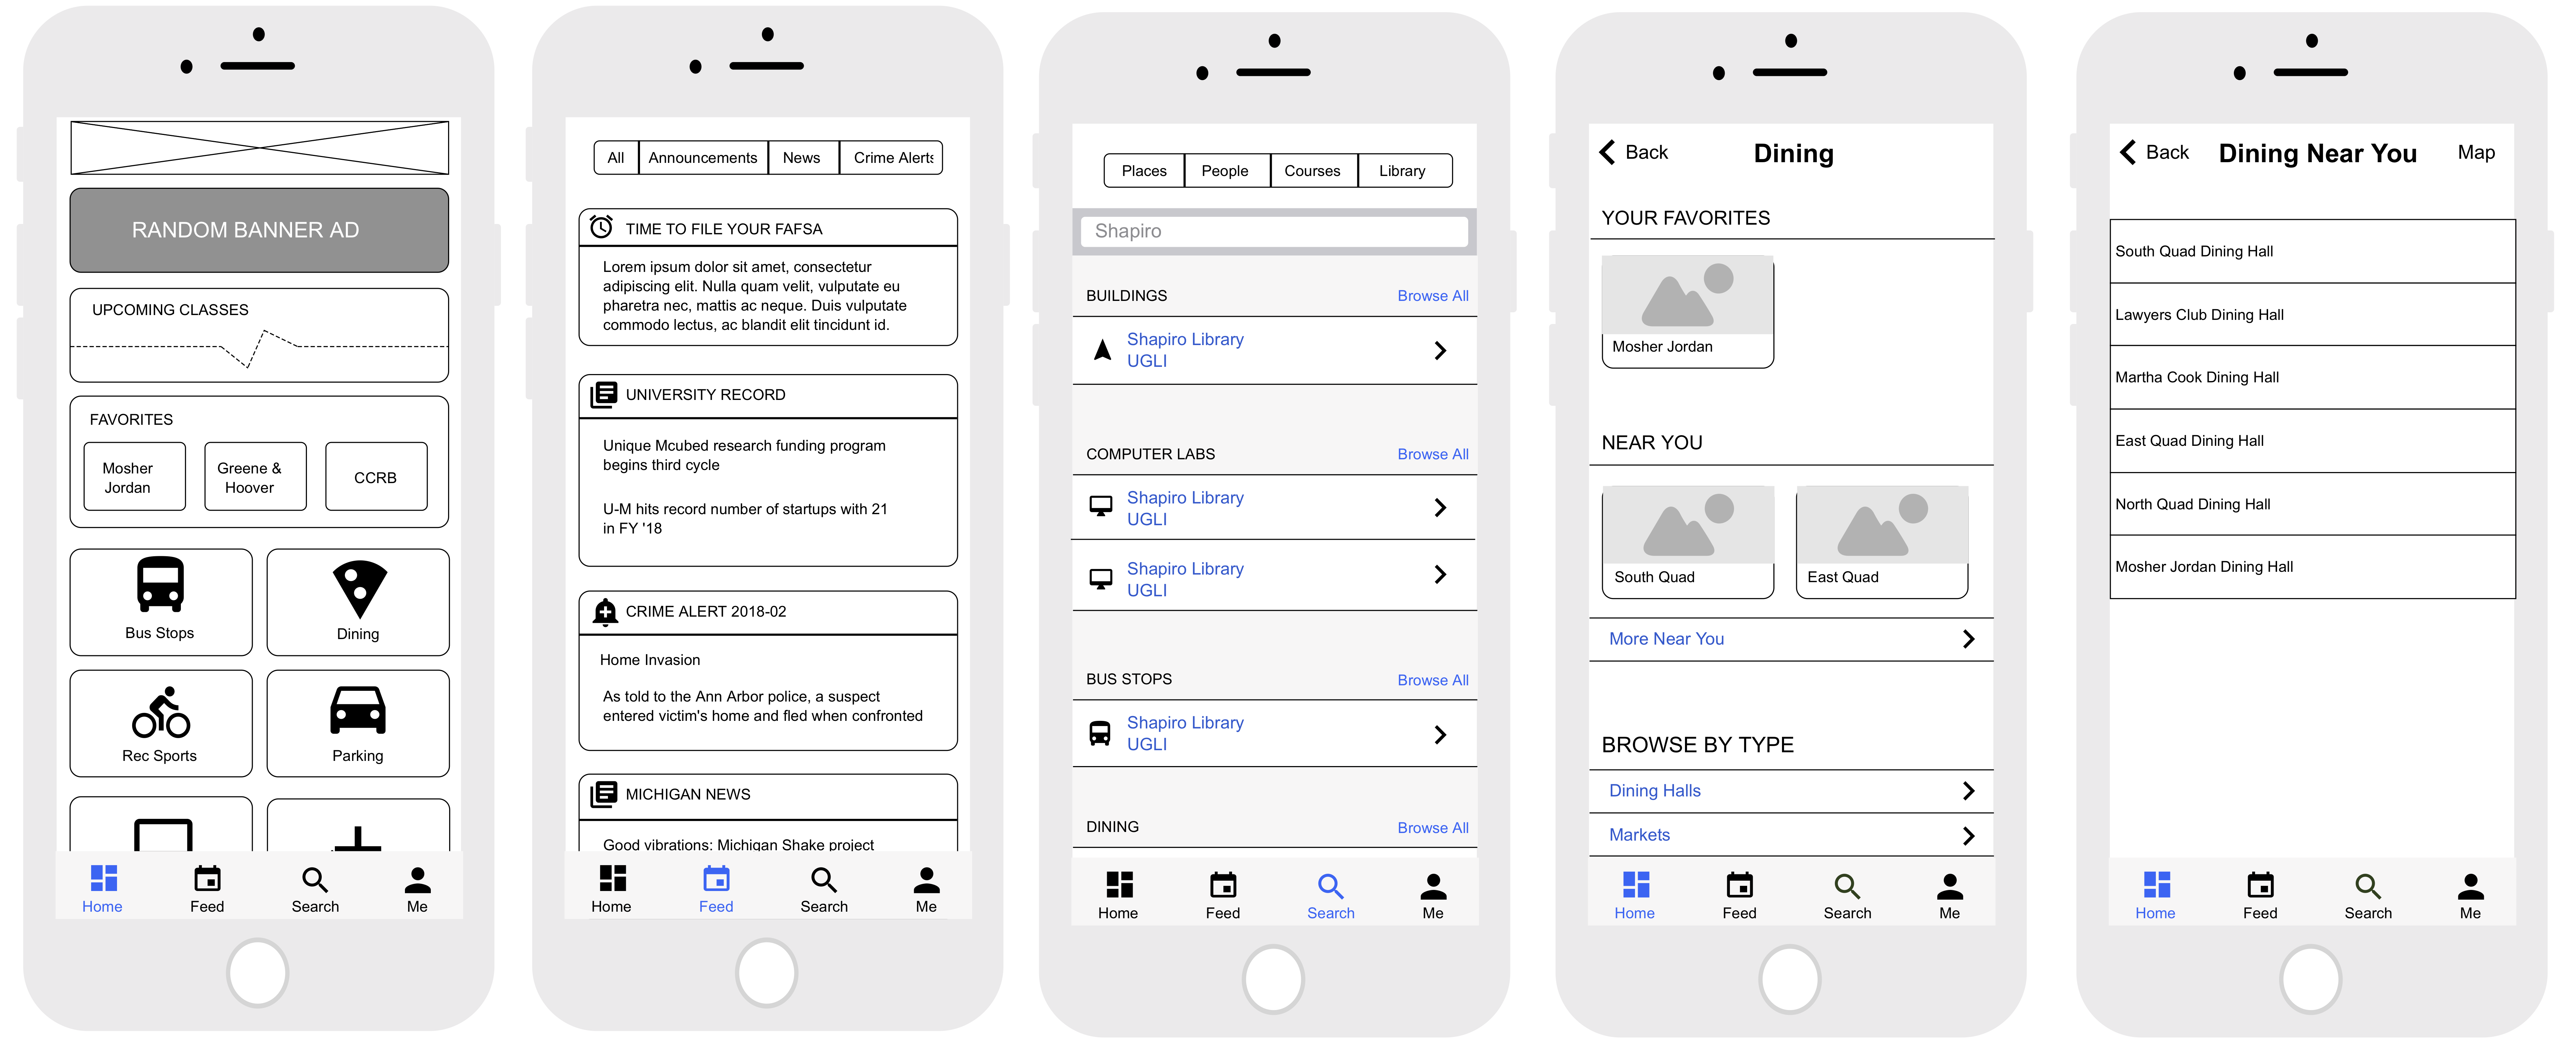 RANDOM BANNER AD
UPCOMING CLASSES
FAVORITES
Mosher
Jordan
Greene &
Hoover
CCRB
Bus Stops
Dining
Rec Sports
Parking
Home
Feed
Search
Me
All
Announcements
News
Crime Alerts
TIME TO FILE YOUR FAFSA
Lorem ipsum dolor sit amet, consectetur
adipiscing elit. Nulla quam velit, vulputate eu
pharetra nec, mattis ac neque. Duis vulputate
commodo lectus, ac blandit elit tincidunt id.
UNIVERSITY RECORD
Unique Mcubed research funding program
begins third cycle
U-M hits record number of startups with 21
in FY '18
CRIME ALERT 2018-02
Home Invasion
As told to the Ann Arbor police, a suspect
entered victim's home and fled when confronted
MICHIGAN NEWS
Good vibrations: Michigan Shake project
Home
Feed
Search
Me
Places
People
Courses
Library
Shapiro
BUILDINGS
Browse All
Shapiro Library
UGLI
COMPUTER LABS
Browse All
Shapiro Library
UGLI
Shapiro Library
UGLI
BUS STOPS
Browse All
Shapiro Library
UGLI
DINING
Browse All
Home
Feed
Search
Me
Back
Dining
YOUR FAVORITES
Mosher Jordan
NEAR YOU
South Quad
East Quad
More Near You
BROWSE BY TYPE
Dining Halls
Markets
Home
Feed
Search
Me
Back
Dining Near You
Map
South Quad Dining Hall
Lawyers Club Dining Hall
Martha Cook Dining Hall
East Quad Dining Hall
North Quad Dining Hall
Mosher Jordan Dining Hall
Home
Feed
Search
Me